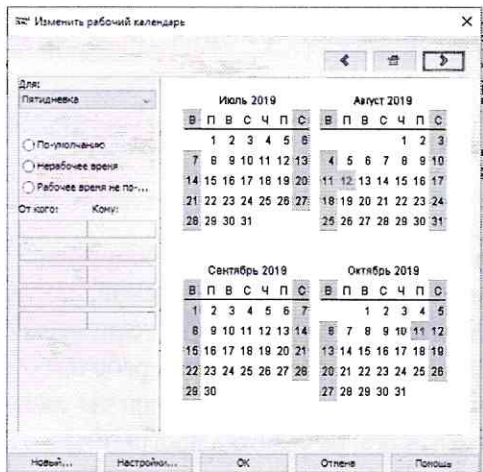 Изменить рабочий календарь
Для:
Пятидневка
По-умолчанию
Нерабочее время
Рабочее время не по-...
От кого: Кому:
Июль 2019
В П В С Ч П С
1 2 3 4 5 6
7 8 9 10 11 12 13
14 15 16 17 18 19 20
21 22 23 24 25 26 27
28 29 30 31
Август 2019
В П В С Ч П С
1 2 3
4 5 6 7 8 9 10
11 12 13 14 15 16 17
18 19 20 21 22 23 24
25 26 27 28 29 30 31
Сентябрь 2019
В П В С Ч П С
1 2 3 4 5 6 7
8 9 10 11 12 13 14
15 16 17 18 19 20 21
22 23 24 25 26 27 28
29 30
Октябрь 2019
В П В С Ч П С
1 2 3 4 5
6 7 8 9 10 11 12
13 14 15 16 17 18 19
20 21 22 23 24 25 26
27 28 29 30 31
Новый... Настройки... ОК Отмена Помощь